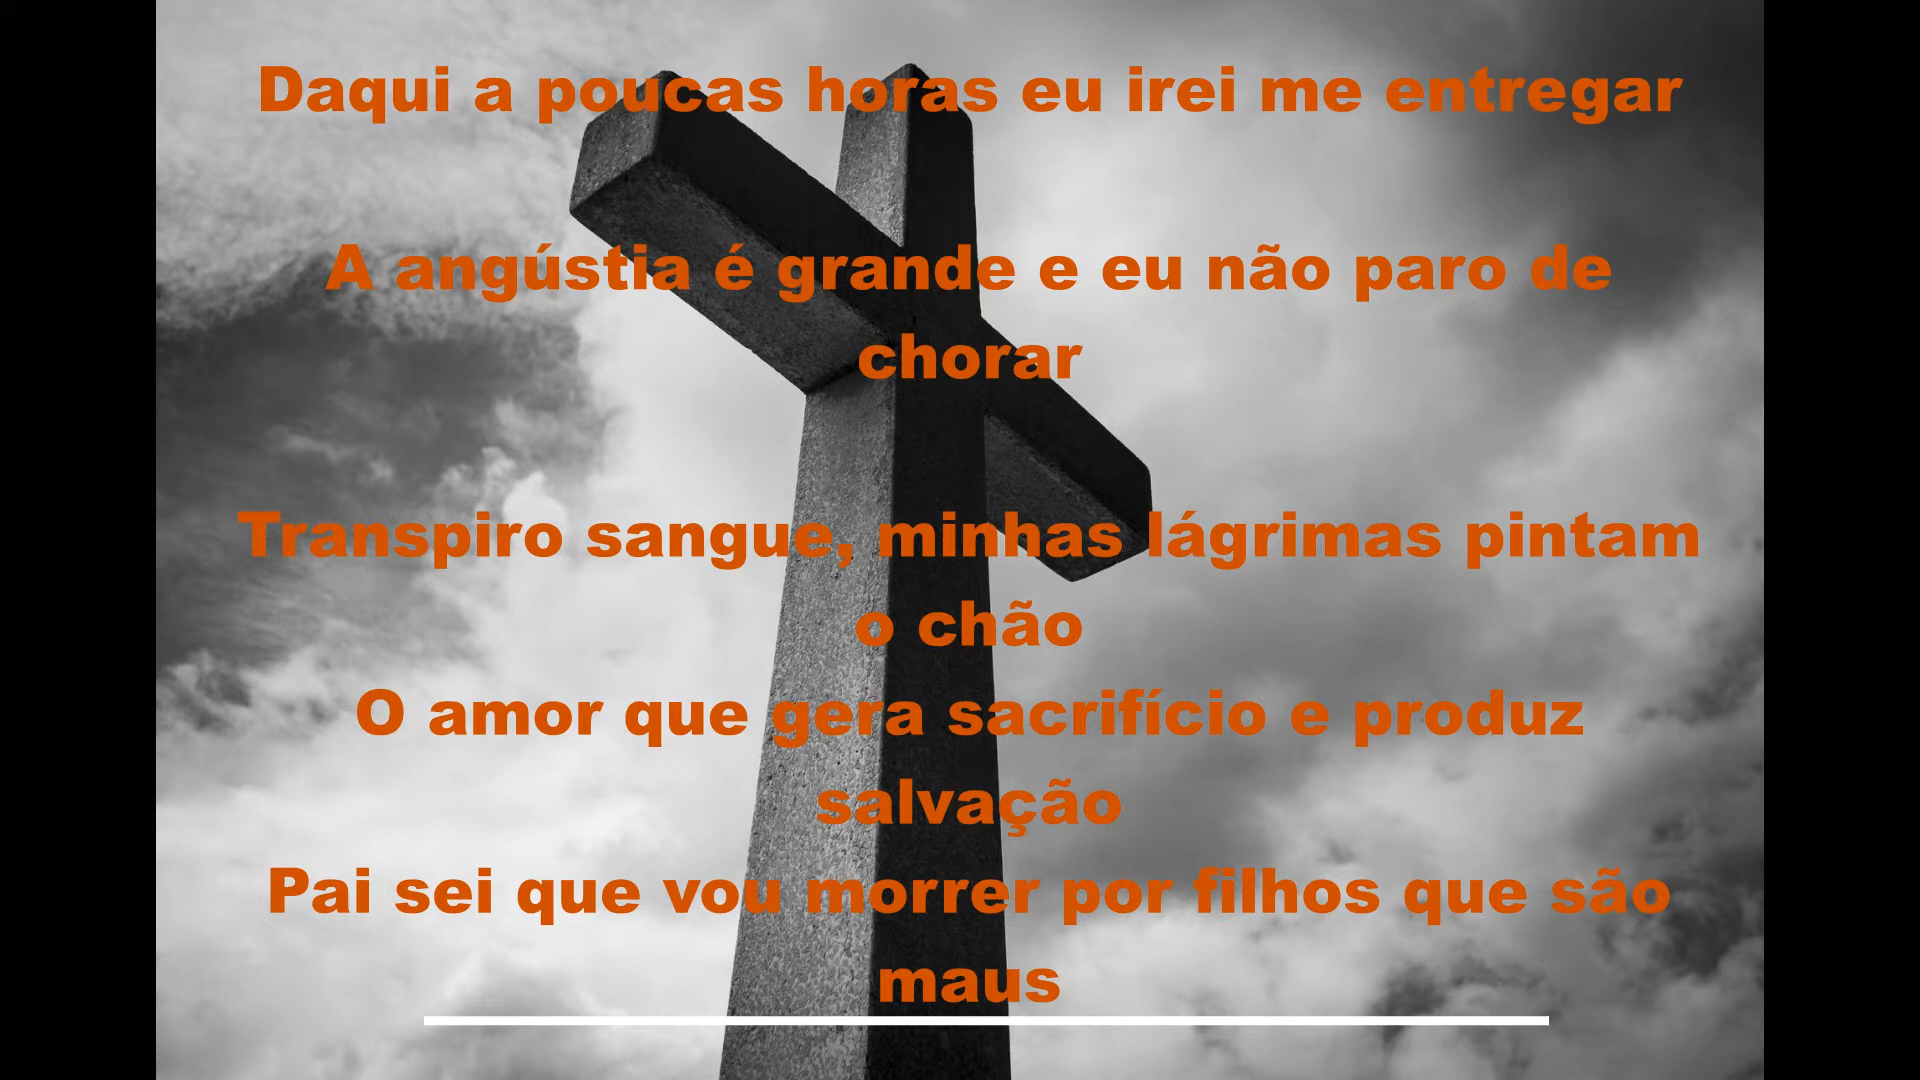 Daqui a poucas horas eu irei me entregar
A angústia é grande e eu não paro de
chorar
Transpiro sangue, minhas lágrimas pintam
o chão
O amor que gera sacrifício e produz
salvação
Pai sei que vou morrer por filhos que são
maus